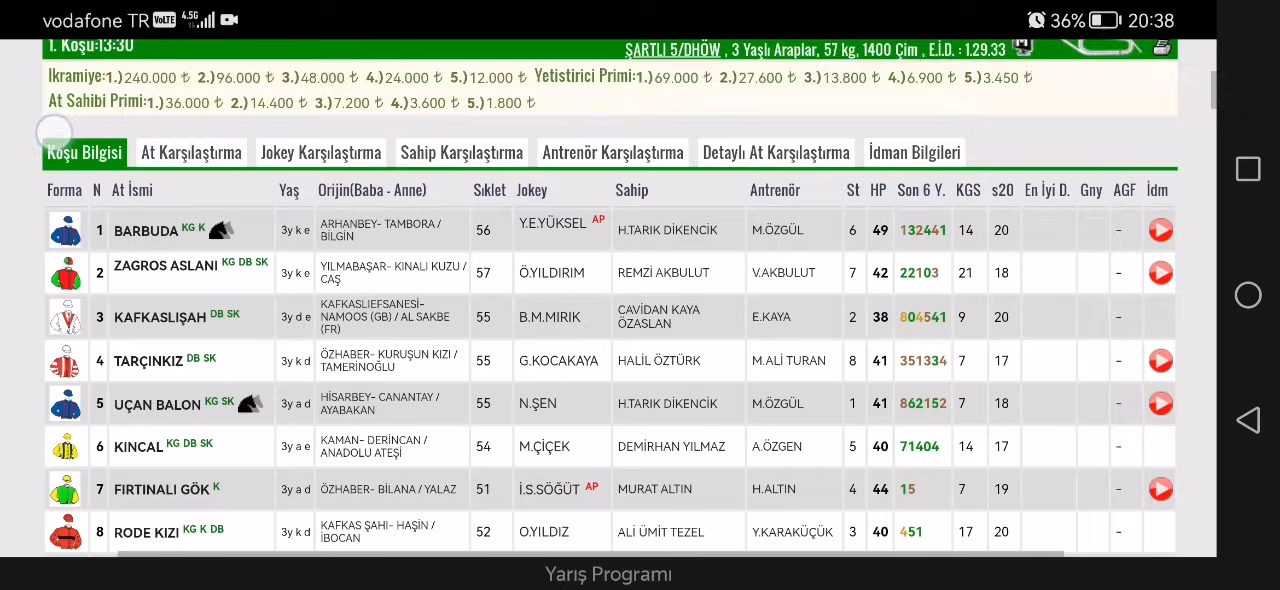 vodafone TR VoLTE 4.5G 36% 20:38
1. Koşu:13:30 ŞARTLI 5/DHÖW , 3 Yaşlı Araplar, 57 kg, 1400 Çim , E.İ.D. : 1.29.33
Ikramiye:1.)240.000 ₺ 2.)96.000 ₺ 3.)48.000 ₺ 4.)24.000 ₺ 5.)12.000 ₺ Yetistirici Primi:1.)69.000 ₺ 2.)27.600 ₺ 3.)13.800 ₺ 4.)6.900 ₺ 5.)3.450 ₺
At Sahibi Primi:1.)36.000 ₺ 2.)14.400 ₺ 3.)7.200 ₺ 4.)3.600 ₺ 5.)1.800 ₺
Koşu Bilgisi At Karşılaştırma Jokey Karşılaştırma Sahip Karşılaştırma Antrenör Karşılaştırma Detaylı At Karşılaştırma İdman Bilgileri
Forma N At İsmi Yaş Orijin(Baba - Anne) Sıklet Jokey Sahip Antrenör St HP Son 6 Y. KGS s20 En İyi D. Gny AGF İdm
1 BARBUDA KG K 3y k e ARHANBEY- TAMBORA / BİLGİN 56 Y.E.YÜKSEL AP H.TARIK DİKENCİK M.ÖZGÜL 6 49 132441 14 20 -
2 ZAGROS ASLANI KG DB SK 3y k e YILMABAŞAR- KINALI KUZU / CAŞ 57 Ö.YILDIRIM REMZİ AKBULUT V.AKBULUT 7 42 22103 21 18 -
3 KAFKASLIŞAH DB SK 3y d e KAFKASLIEFSANESİ- NAMOOS (GB) / AL SAKBE (FR) 55 B.M.MIRIK CAVİDAN KAYA ÖZASLAN E.KAYA 2 38 804541 9 20 -
4 TARÇINKIZ DB SK 3y k d ÖZHABER- KURUŞUN KIZI / TAMERİNOĞLU 55 G.KOCAKAYA HALİL ÖZTÜRK M.ALİ TURAN 8 41 351334 7 17 -
5 UÇAN BALON KG SK 3y a d HİSARBEY- CANANTAY / AYABAKAN 55 N.ŞEN H.TARIK DİKENCİK M.ÖZGÜL 1 41 862152 7 18 -
6 KINCAL KG DB SK 3y a e KAMAN- DERİNCAN / ANADOLU ATEŞİ 54 M.ÇİÇEK DEMİRHAN YILMAZ A.ÖZGEN 5 40 71404 14 17 -
7 FIRTINALI GÖK K 3y a d ÖZHABER- BİLANA / YALAZ 51 İ.S.SÖĞÜT AP MURAT ALTIN H.ALTIN 4 44 15 7 19 -
8 RODE KIZI KG K DB 3y k d KAFKAS ŞAHI- HAŞİN / İBOCAN 52 O.YILDIZ ALİ ÜMİT TEZEL Y.KARAKÜÇÜK 3 40 451 17 20 -
Yarış Programı